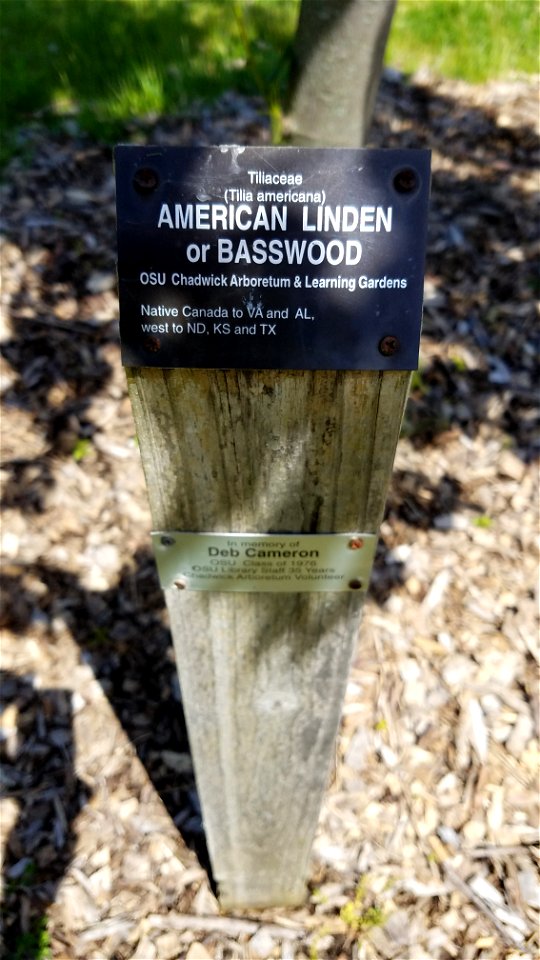 Tiliaceae
(Tilia americana)
AMERICAN LINDEN
or BASSWOOD
OSU Chadwick Arboretum & Learning Gardens
Native Canada to VA and AL,
west to ND, KS and TX
In memory of
Deb Cameron
OSU Class of 1976
OSU Library Staff 35 Years
Chadwick Arboretum Volunteer